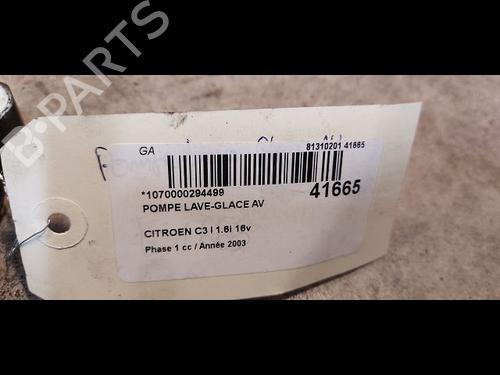 B-PARTS
GA
81310201 41665
*1070000294499
41665
POMPE LAVE-GLACE AV
CITROEN C3 I 1.6i 16v
Phase 1 cc / Année 2003